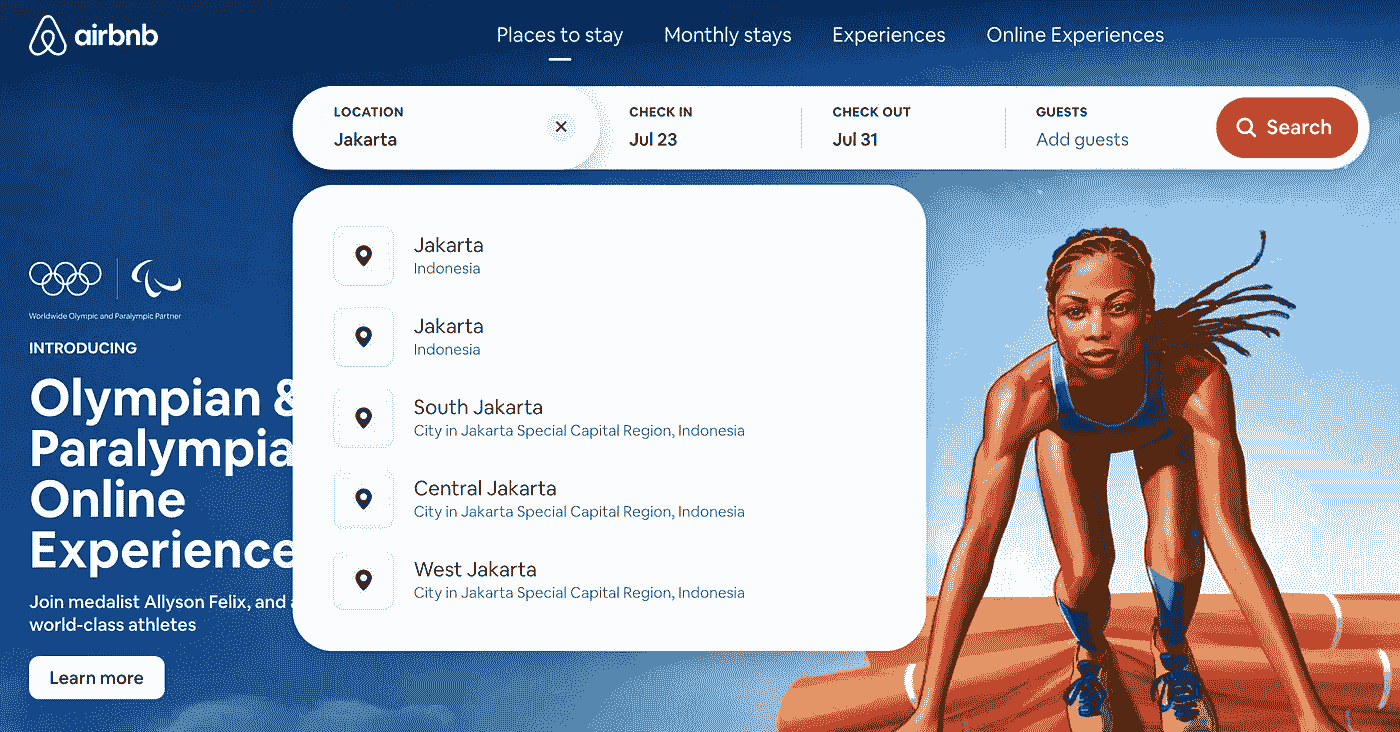 airbnb
Places to stay
Monthly stays
Experiences
Online Experiences
LOCATION
Jakarta
CHECK IN
Jul 23
CHECK OUT
Jul 31
GUESTS
Add guests
Search
Jakarta
Indonesia
Jakarta
Indonesia
South Jakarta
City in Jakarta Special Capital Region, Indonesia
Central Jakarta
City in Jakarta Special Capital Region, Indonesia
West Jakarta
City in Jakarta Special Capital Region, Indonesia
Worldwide Olympic and Paralympic Partner
INTRODUCING
Olympian &
Paralympia
Online
Experience
Join medalist Allyson Felix, and
world-class athletes
Learn more